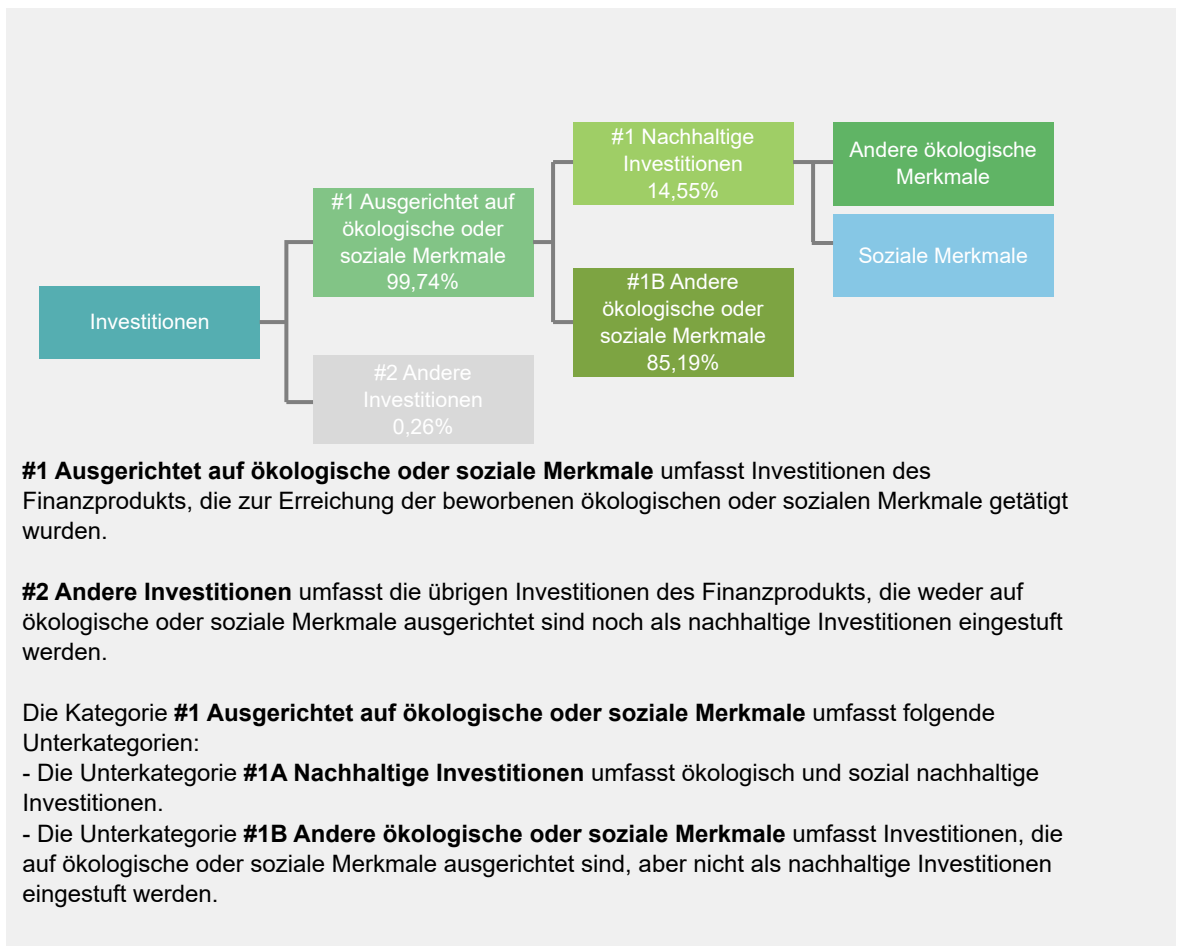 #1 Nachhaltige
Investitionen
14,55%
Andere ökologische
Merkmale
#1 Ausgerichtet auf
ökologische oder
soziale Merkmale
99,74%
Soziale Merkmale
#1B Andere
ökologische oder
soziale Merkmale
85,19%
Investitionen
#2 Andere
Investitionen
0,26%
#1 Ausgerichtet auf ökologische oder soziale Merkmale umfasst Investitionen des
Finanzprodukts, die zur Erreichung der beworbenen ökologischen oder sozialen Merkmale getätigt
wurden.
#2 Andere Investitionen umfasst die übrigen Investitionen des Finanzprodukts, die weder auf
ökologische oder soziale Merkmale ausgerichtet sind noch als nachhaltige Investitionen eingestuft
werden.
Die Kategorie #1 Ausgerichtet auf ökologische oder soziale Merkmale umfasst folgende
Unterkategorien:
- Die Unterkategorie #1A Nachhaltige Investitionen umfasst ökologisch und sozial nachhaltige
Investitionen.
- Die Unterkategorie #1B Andere ökologische oder soziale Merkmale umfasst Investitionen, die
auf ökologische oder soziale Merkmale ausgerichtet sind, aber nicht als nachhaltige Investitionen
eingestuft werden.